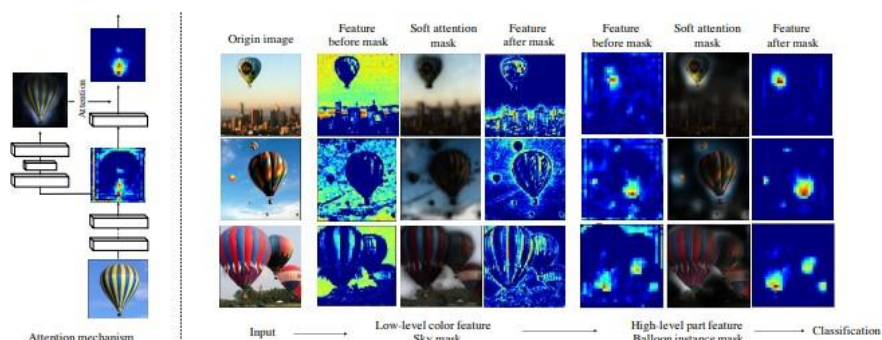 Origin image
Feature
before mask
Soft attention
mask
Feature
after mask
Feature
before mask
Soft attention
mask
Feature
after mask
Attention
Attention mechanism
Input
Low-level color feature
Sky mask
High-level part feature
Balloon instance mask
Classification